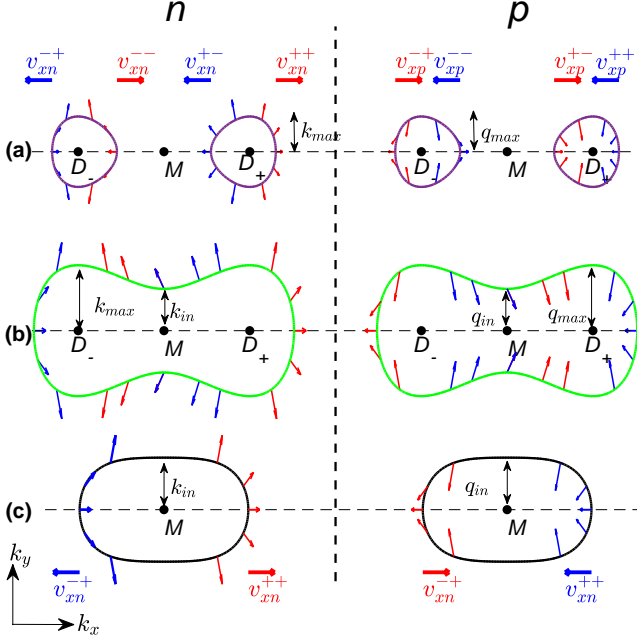 n p
v_{xn}^{-+} v_{xn}^{--} v_{xn}^{+-} v_{xn}^{++} v_{xp}^{-+} v_{xp}^{--} v_{xp}^{+-} v_{xp}^{++}
k_{max} q_{max}
(a) D_- M D_+ D_- M D_+
k_{max} k_{in} q_{in} q_{max}
(b) D_- M D_+ D_- M D_+
k_{in} q_{in}
(c) M M
k_y
v_{xn}^{-+} v_{xn}^{++} v_{xn}^{-+} v_{xn}^{++}
k_x